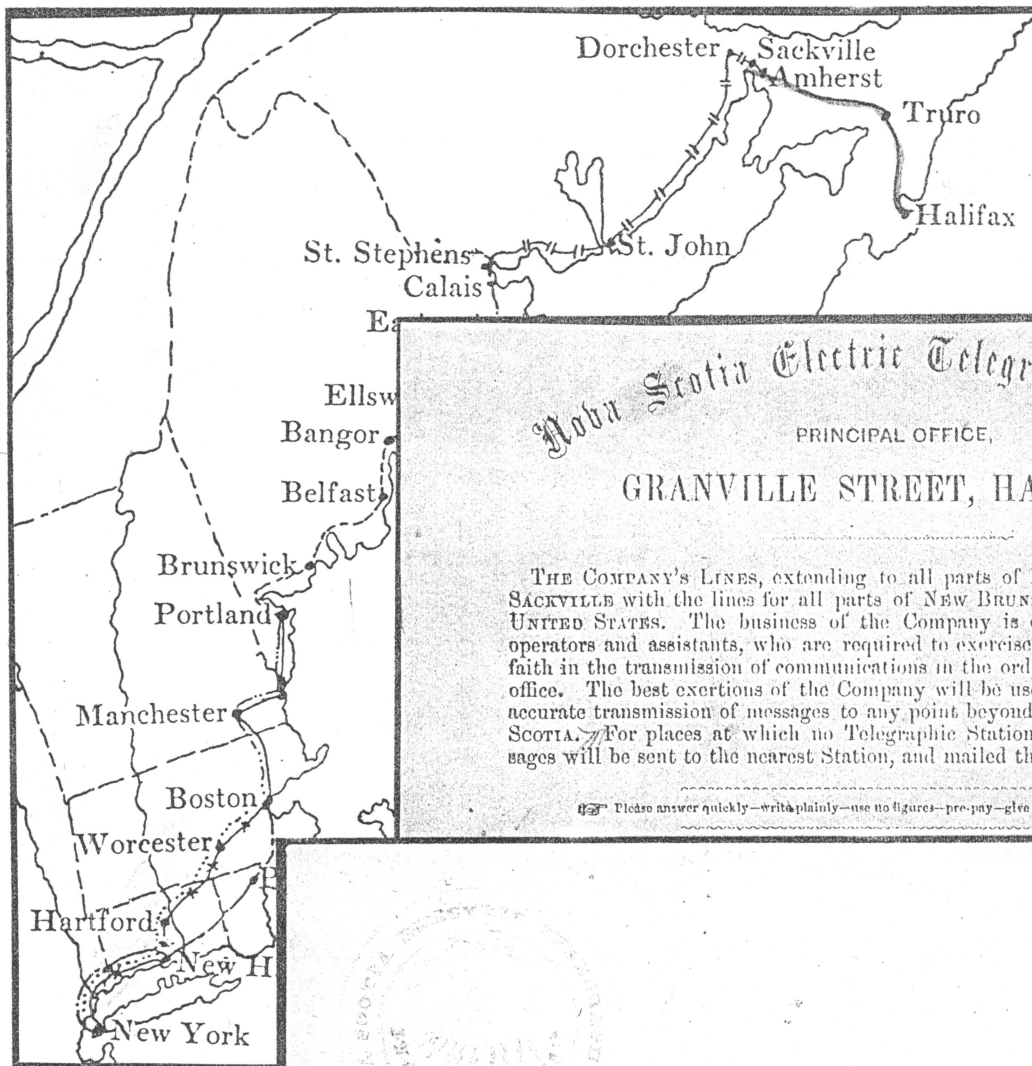 Dorchester
Sackville
Amherst
Truro
Halifax
St. Stephens
St. John
Calais
Ea
Ellsw
Bangor
Belfast
Brunswick
Portland
Manchester
Boston
Worcester
P
Hartford
New H
New York
Nova Scotia Electric Telegr
PRINCIPAL OFFICE,
GRANVILLE STREET, HA
THE COMPANY'S LINES, extending to all parts of
SACKVILLE with the lines for all parts of NEW BRUN
UNITED STATES. The business of the Company is
operators and assistants, who are required to exercise
faith in the transmission of communications in the ord
office. The best exertions of the Company will be us
accurate transmission of messages to any point beyond
SCOTIA. For places at which no Telegraphic Station
sages will be sent to the nearest Station, and mailed th
☞ Please answer quickly—write plainly—use no figures—pre-pay—give